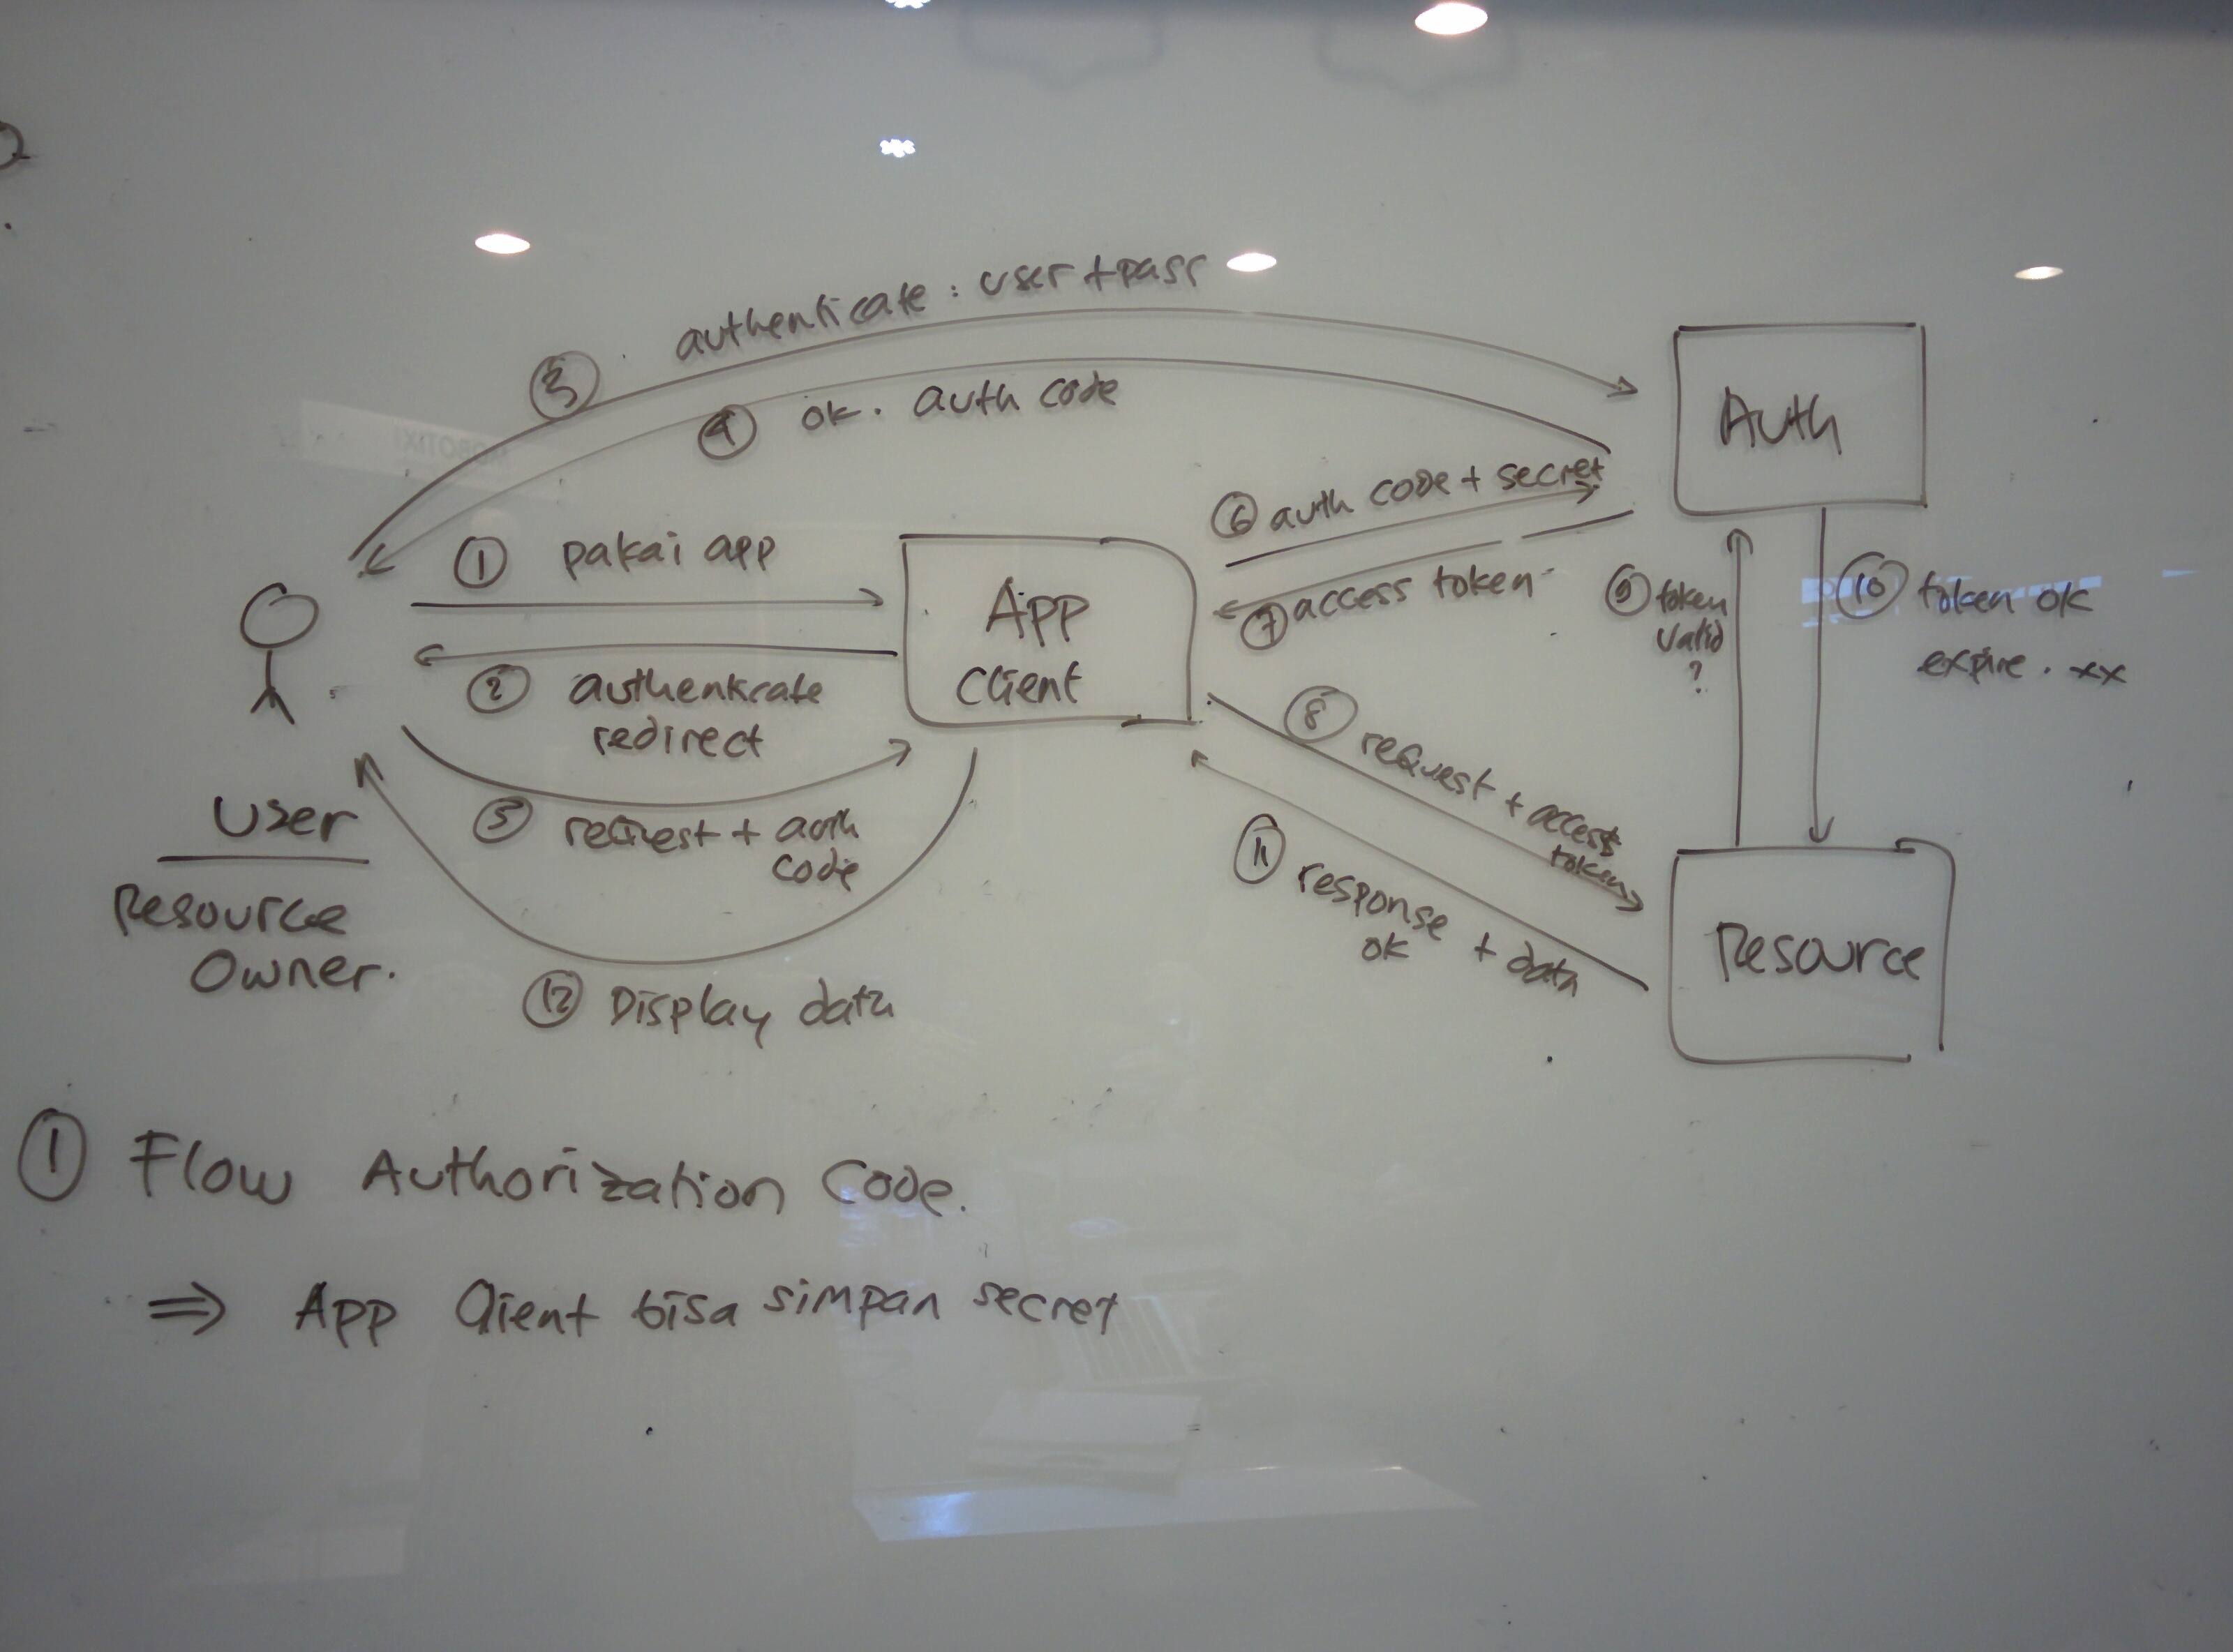 ③ authenticate : user + pass
④ ok. auth code
Auth
⑥ auth code + secret
① pakai app
App
Client
⑦ access token
⑨ token
valid
?
⑩ token ok
expire . xx
② authenticate
redirect
⑧ request + access
token
User
Resource
Owner.
⑤ request + auth
code
⑪ response
ok + data
Resource
⑫ Display data
① Flow Authorization Code.
⇒ App Client bisa simpan secret